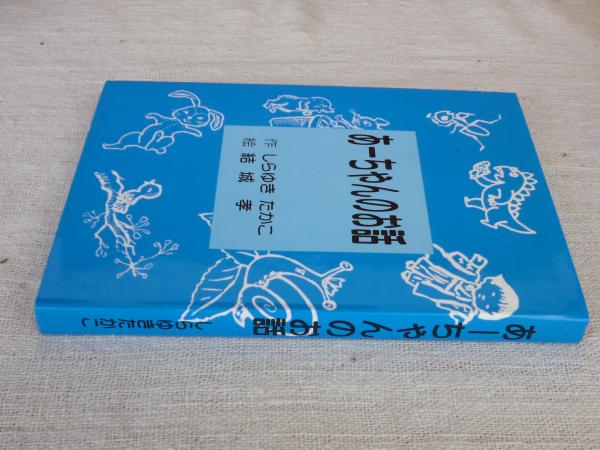 あーちゃんのお話
作 しらゆき たかこ
絵 結城 孝
あーちゃんのお話 しらゆきたかこ